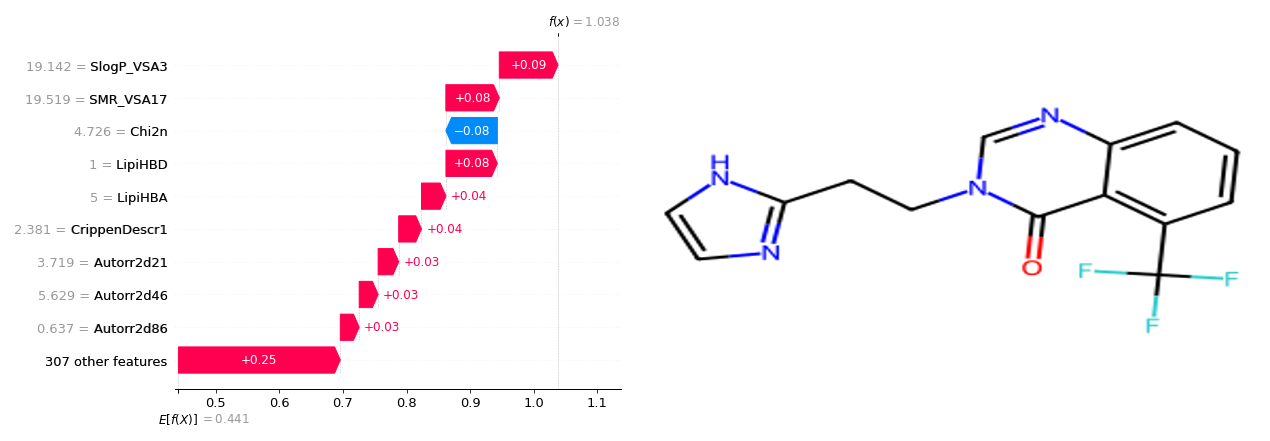 f(x) = 1.038
19.142 = SlogP_VSA3
+0.09
19.519 = SMR_VSA17
+0.08
4.726 = Chi2n
−0.08
1 = LipiHBD
+0.08
5 = LipiHBA
+0.04
2.381 = CrippenDescr1
+0.04
3.719 = Autorr2d21
+0.03
5.629 = Autorr2d46
+0.03
0.637 = Autorr2d86
+0.03
307 other features
+0.25
0.5 0.6 0.7 0.8 0.9 1.0 1.1
E[f(X)] = 0.441
H
N
N
N
N
O
F
F
F